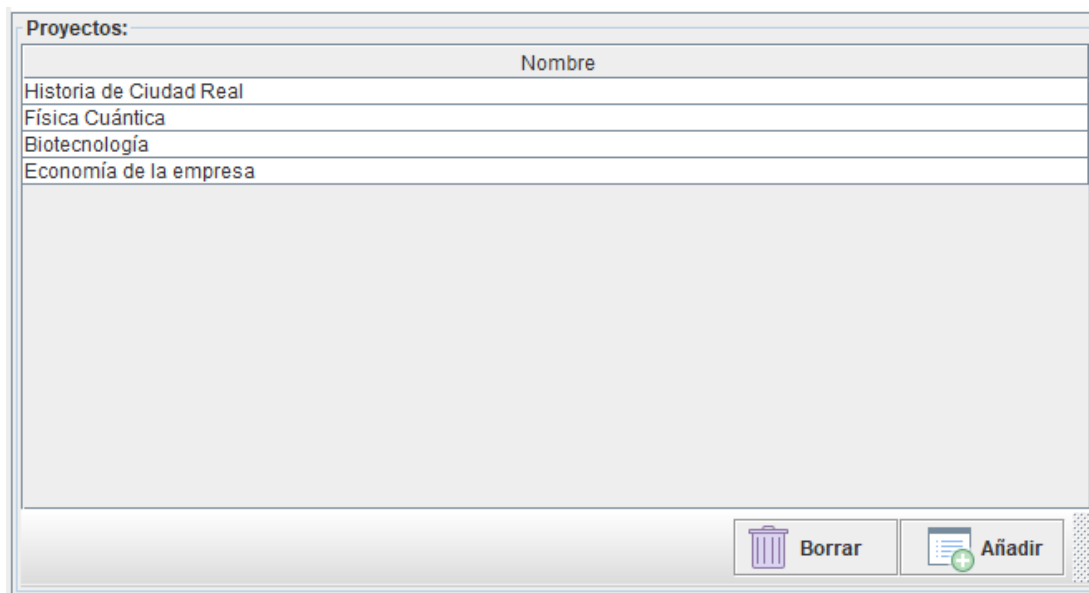 Proyectos:
Nombre
Historia de Ciudad Real
Física Cuántica
Biotecnología
Economía de la empresa
Borrar
Añadir